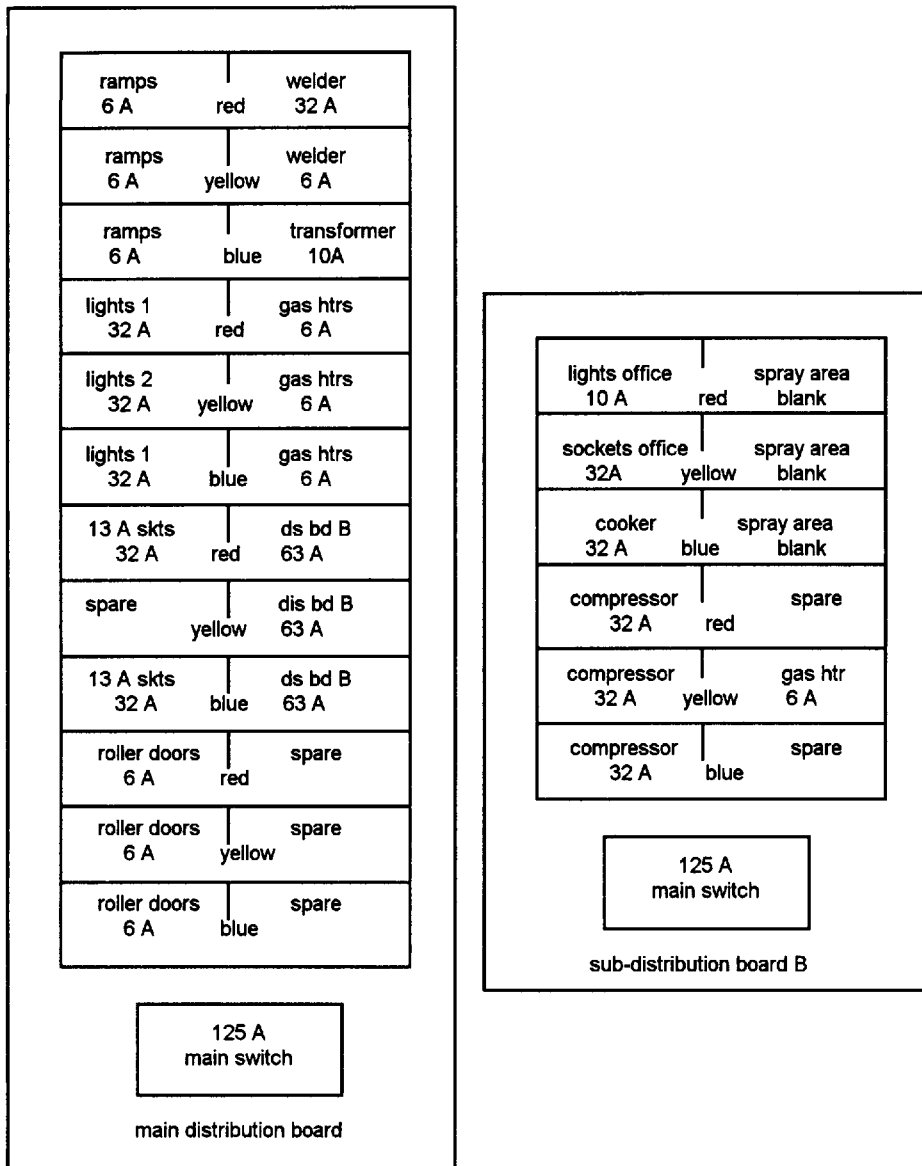 ramps welder
6 A red 32 A
ramps welder
6 A yellow 6 A
ramps transformer
6 A blue 10A
lights 1 gas htrs
32 A red 6 A
lights 2 gas htrs
32 A yellow 6 A
lights 1 gas htrs
32 A blue 6 A
13 A skts ds bd B
32 A red 63 A
spare dis bd B
yellow 63 A
13 A skts ds bd B
32 A blue 63 A
roller doors spare
6 A red
roller doors spare
6 A yellow
roller doors spare
6 A blue
125 A
main switch
main distribution board
lights office spray area
10 A red blank
sockets office spray area
32A yellow blank
cooker spray area
32 A blue blank
compressor spare
32 A red
compressor gas htr
32 A yellow 6 A
compressor spare
32 A blue
125 A
main switch
sub-distribution board B